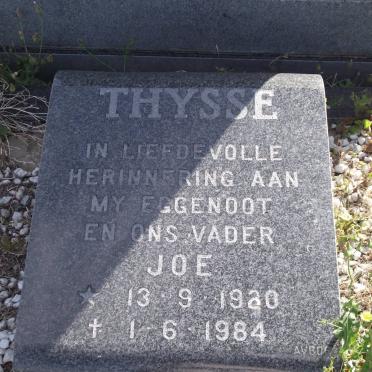 THYSSE
IN LIEFDEVOLLE
HERINNERING AAN
MY EGGENOOT
EN ONS VADER
JOE
☆ 13·9·1930
✝ 1·6·1984